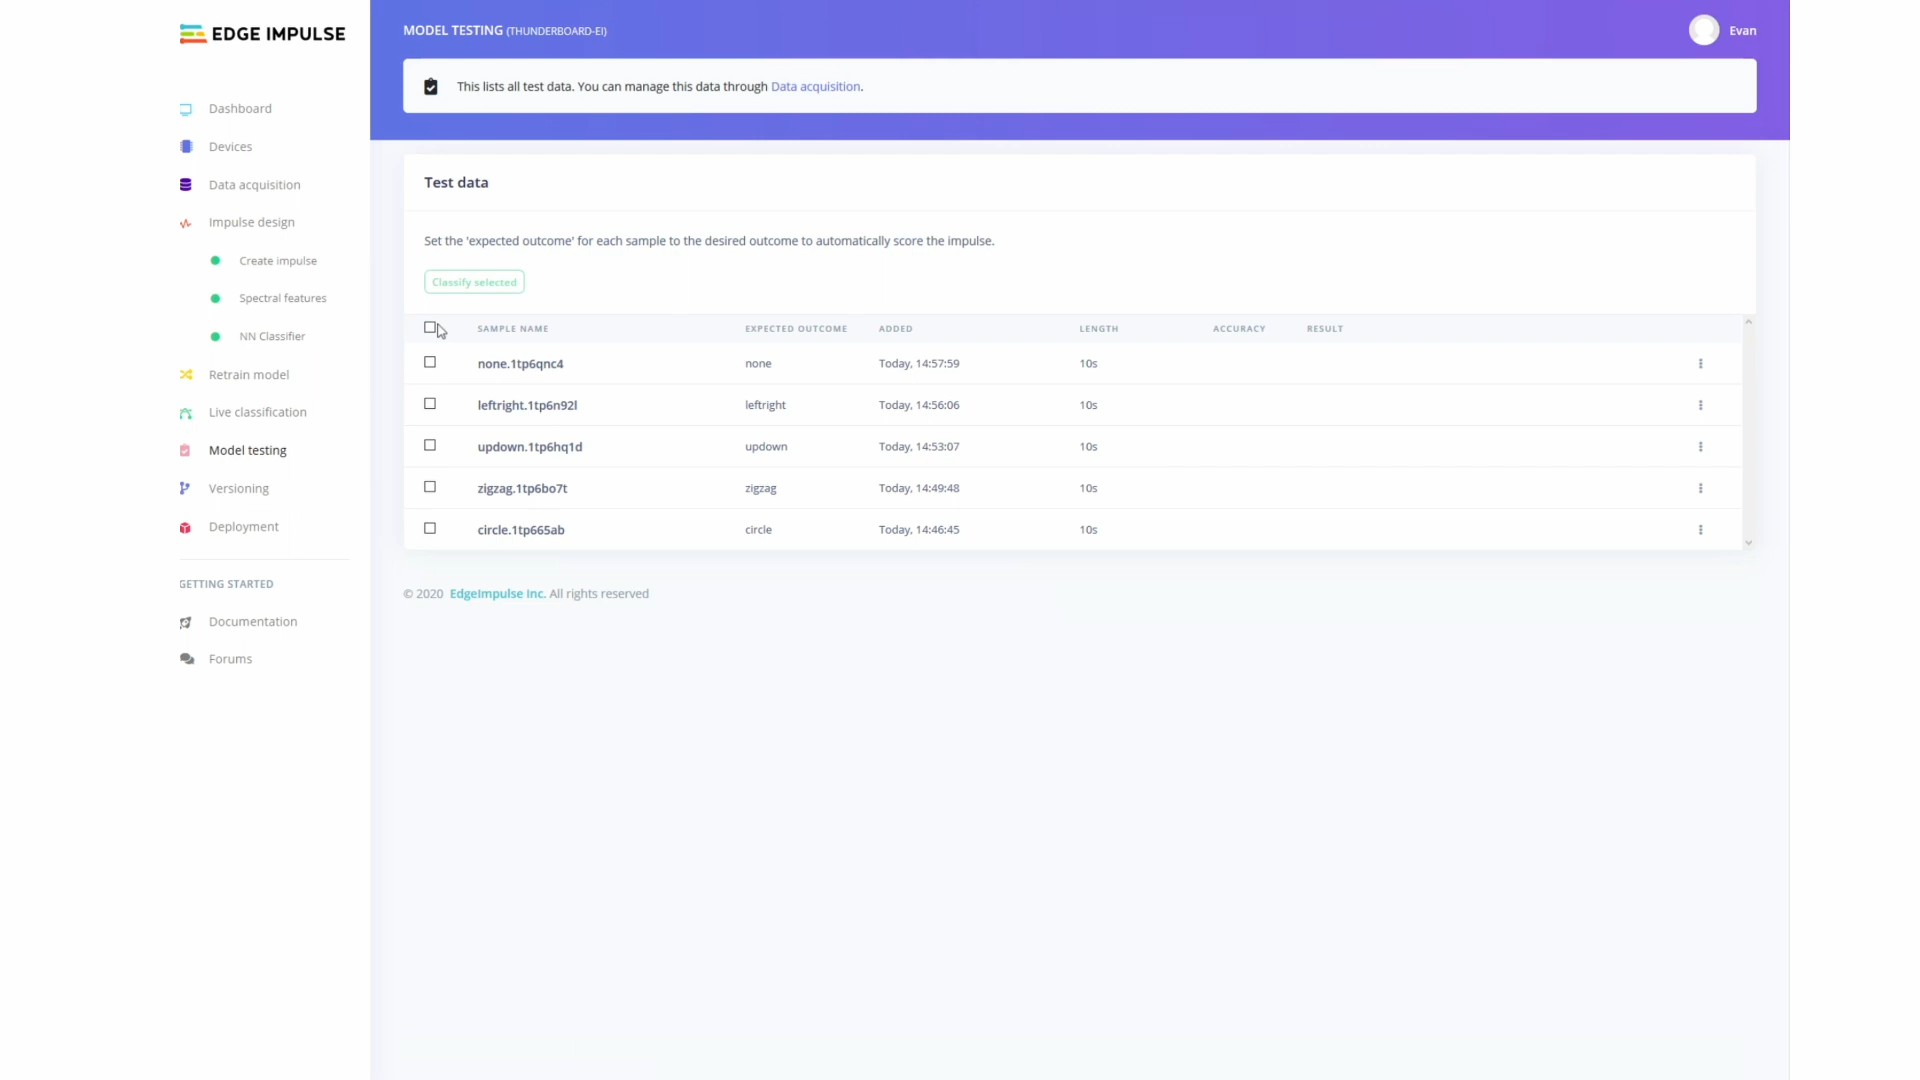 EDGE IMPULSE
Dashboard
Devices
Data acquisition
Impulse design
Create impulse
Spectral features
NN Classifier
Retrain model
Live classification
Model testing
Versioning
Deployment
GETTING STARTED
Documentation
Forums
MODEL TESTING (THUNDERBOARD-EI)
Evan
This lists all test data. You can manage this data through Data acquisition.
Test data
Set the 'expected outcome' for each sample to the desired outcome to automatically score the impulse.
Classify selected
SAMPLE NAME EXPECTED OUTCOME ADDED LENGTH ACCURACY RESULT
none.1tp6qnc4 none Today, 14:57:59 10s
leftright.1tp6n92l leftright Today, 14:56:06 10s
updown.1tp6hq1d updown Today, 14:53:07 10s
zigzag.1tp6bo7t zigzag Today, 14:49:48 10s
circle.1tp665ab circle Today, 14:46:45 10s
© 2020 EdgeImpulse Inc. All rights reserved